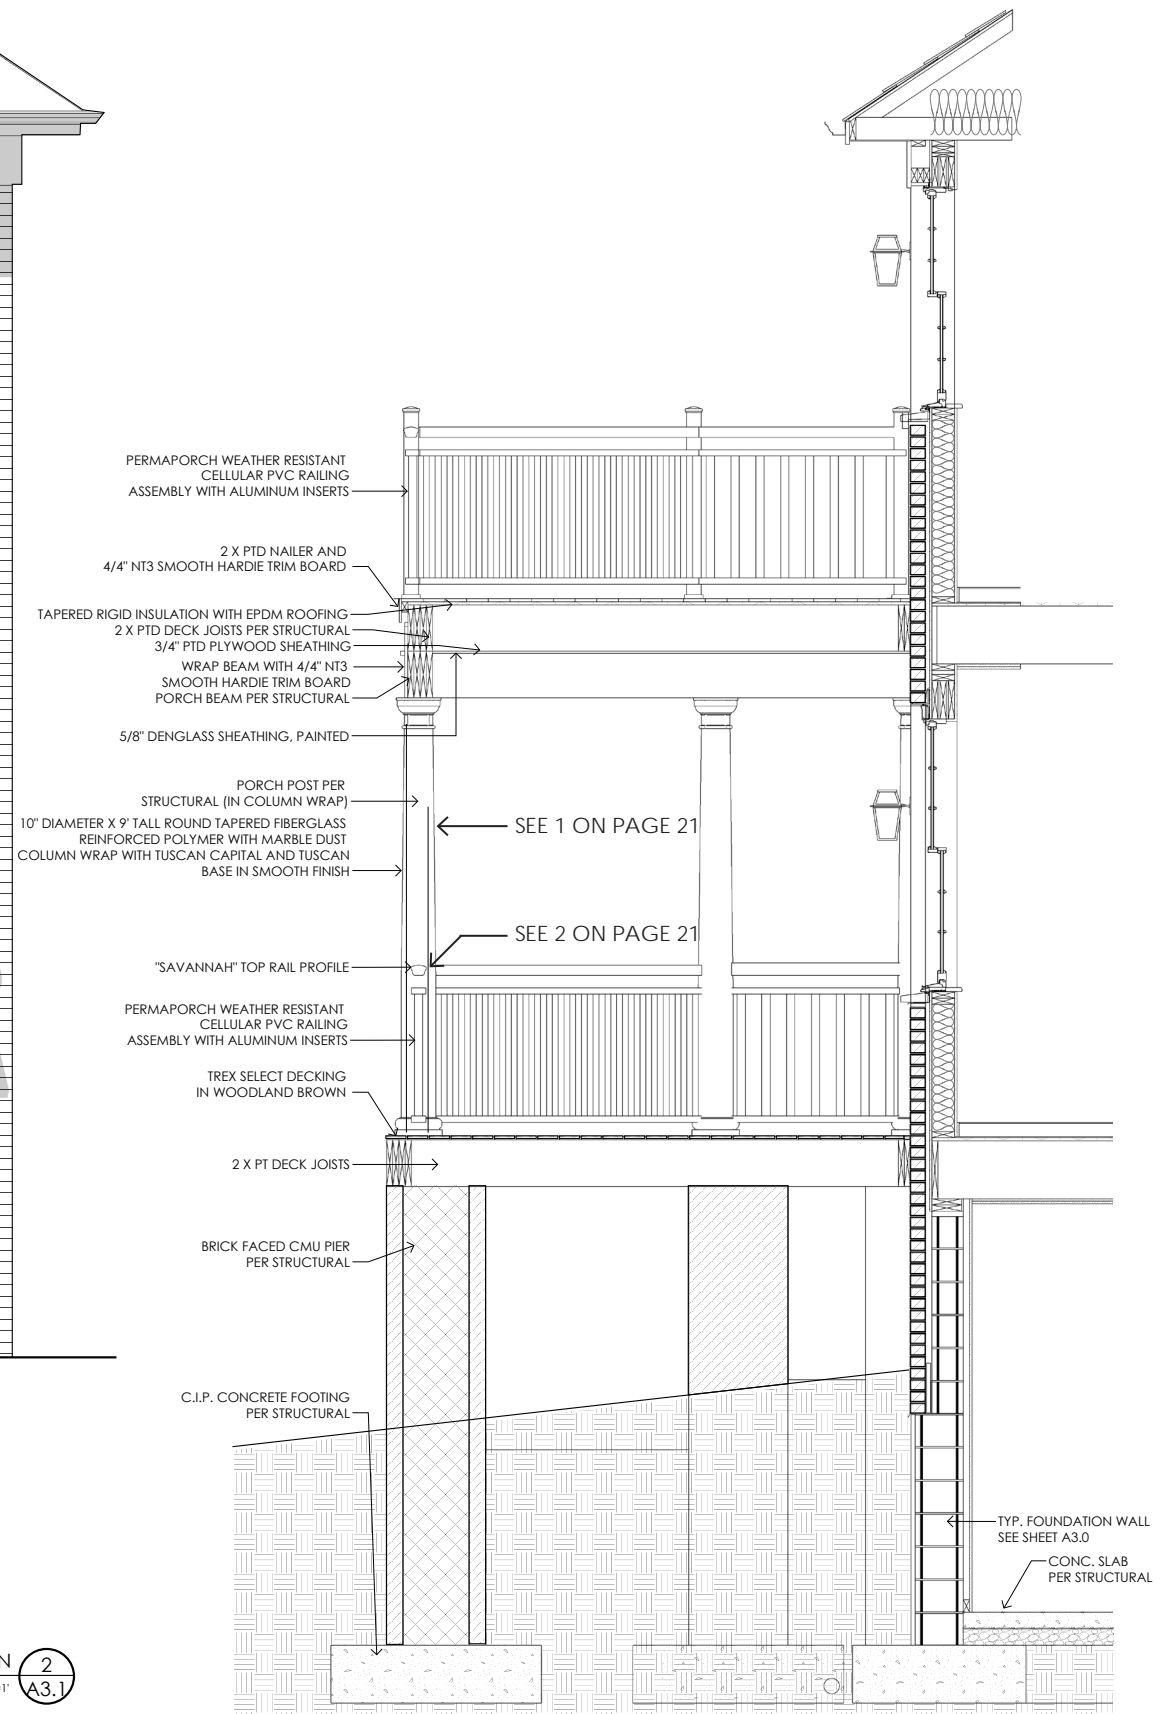 PERMAPORCH WEATHER RESISTANT
CELLULAR PVC RAILING
ASSEMBLY WITH ALUMINUM INSERTS
2 X PTD NAILER AND
4/4" NT3 SMOOTH HARDIE TRIM BOARD
TAPERED RIGID INSULATION WITH EPDM ROOFING
2 X PTD DECK JOISTS PER STRUCTURAL
3/4" PTD PLYWOOD SHEATHING
WRAP BEAM WITH 4/4" NT3
SMOOTH HARDIE TRIM BOARD
PORCH BEAM PER STRUCTURAL
5/8" DENGLASS SHEATHING, PAINTED
PORCH POST PER
STRUCTURAL (IN COLUMN WRAP)
10" DIAMETER X 9' TALL ROUND TAPERED FIBERGLASS
REINFORCED POLYMER WITH MARBLE DUST
COLUMN WRAP WITH TUSCAN CAPITAL AND TUSCAN
BASE IN SMOOTH FINISH
SEE 1 ON PAGE 21
SEE 2 ON PAGE 21
"SAVANNAH" TOP RAIL PROFILE
PERMAPORCH WEATHER RESISTANT
CELLULAR PVC RAILING
ASSEMBLY WITH ALUMINUM INSERTS
TREX SELECT DECKING
IN WOODLAND BROWN
2 X PT DECK JOISTS
BRICK FACED CMU PIER
PER STRUCTURAL
C.I.P. CONCRETE FOOTING
PER STRUCTURAL
TYP. FOUNDATION WALL
SEE SHEET A3.0
CONC. SLAB
PER STRUCTURAL
N
=1'
2
A3.1